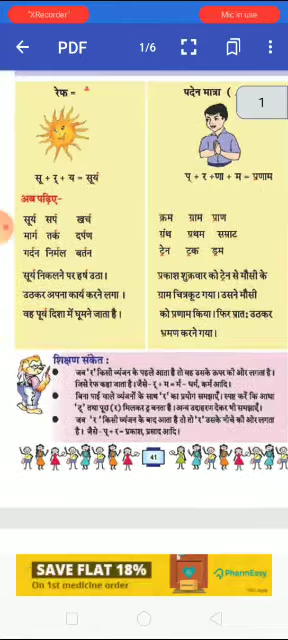 'XRecorder'
Mic in use
PDF
1/6
1
रेफ =
पदेन मात्रा (
सू + र् + य = सूर्य
प् + र +णा + म = प्रणाम
अब पढ़िए-
सूर्य सर्प खर्च
मार्ग तर्क दर्पण
गर्दन निर्मल बर्तन
क्रम ग्राम प्राण
ग्रंथ प्रथम सम्राट
ट्रेन ट्रक ड्रम
सूर्य निकलने पर हर्ष उठा।
उठकर अपना कार्य करने लगा ।
वह पूर्व दिशा में घूमने जाता है।
प्रकाश शुक्रवार को ट्रेन से मौसी के
ग्राम चित्रकूट गया। उसने मौसी
को प्रणाम किया। फिर प्रातः उठकर
भ्रमण करने गया।
शिक्षण संकेत :
जब 'र' किसी व्यंजन के पहले आता है तो वह उसके ऊपर की ओर लगता है।
जिसे रेफ कहा जाता है। जैसे- र् + म = र्म- धर्म, कर्म आदि।
बिना पाई वाले व्यंजनों के साथ 'र' का प्रयोग समझाएँ। स्पष्ट करें कि आधा
'ट्' तथा पूरा (र) मिलकर ट्र बनता है। अन्य उदाहरण देकर भी समझाएँ।
जब 'र' किसी व्यंजन के बाद आता है तो तो 'र' उसके नीचे की ओर लगता
है। जैसे- प् + र = प्रकाश, प्रसाद आदि।
41
SAVE FLAT 18%
On 1st medicine order
PharmEasy